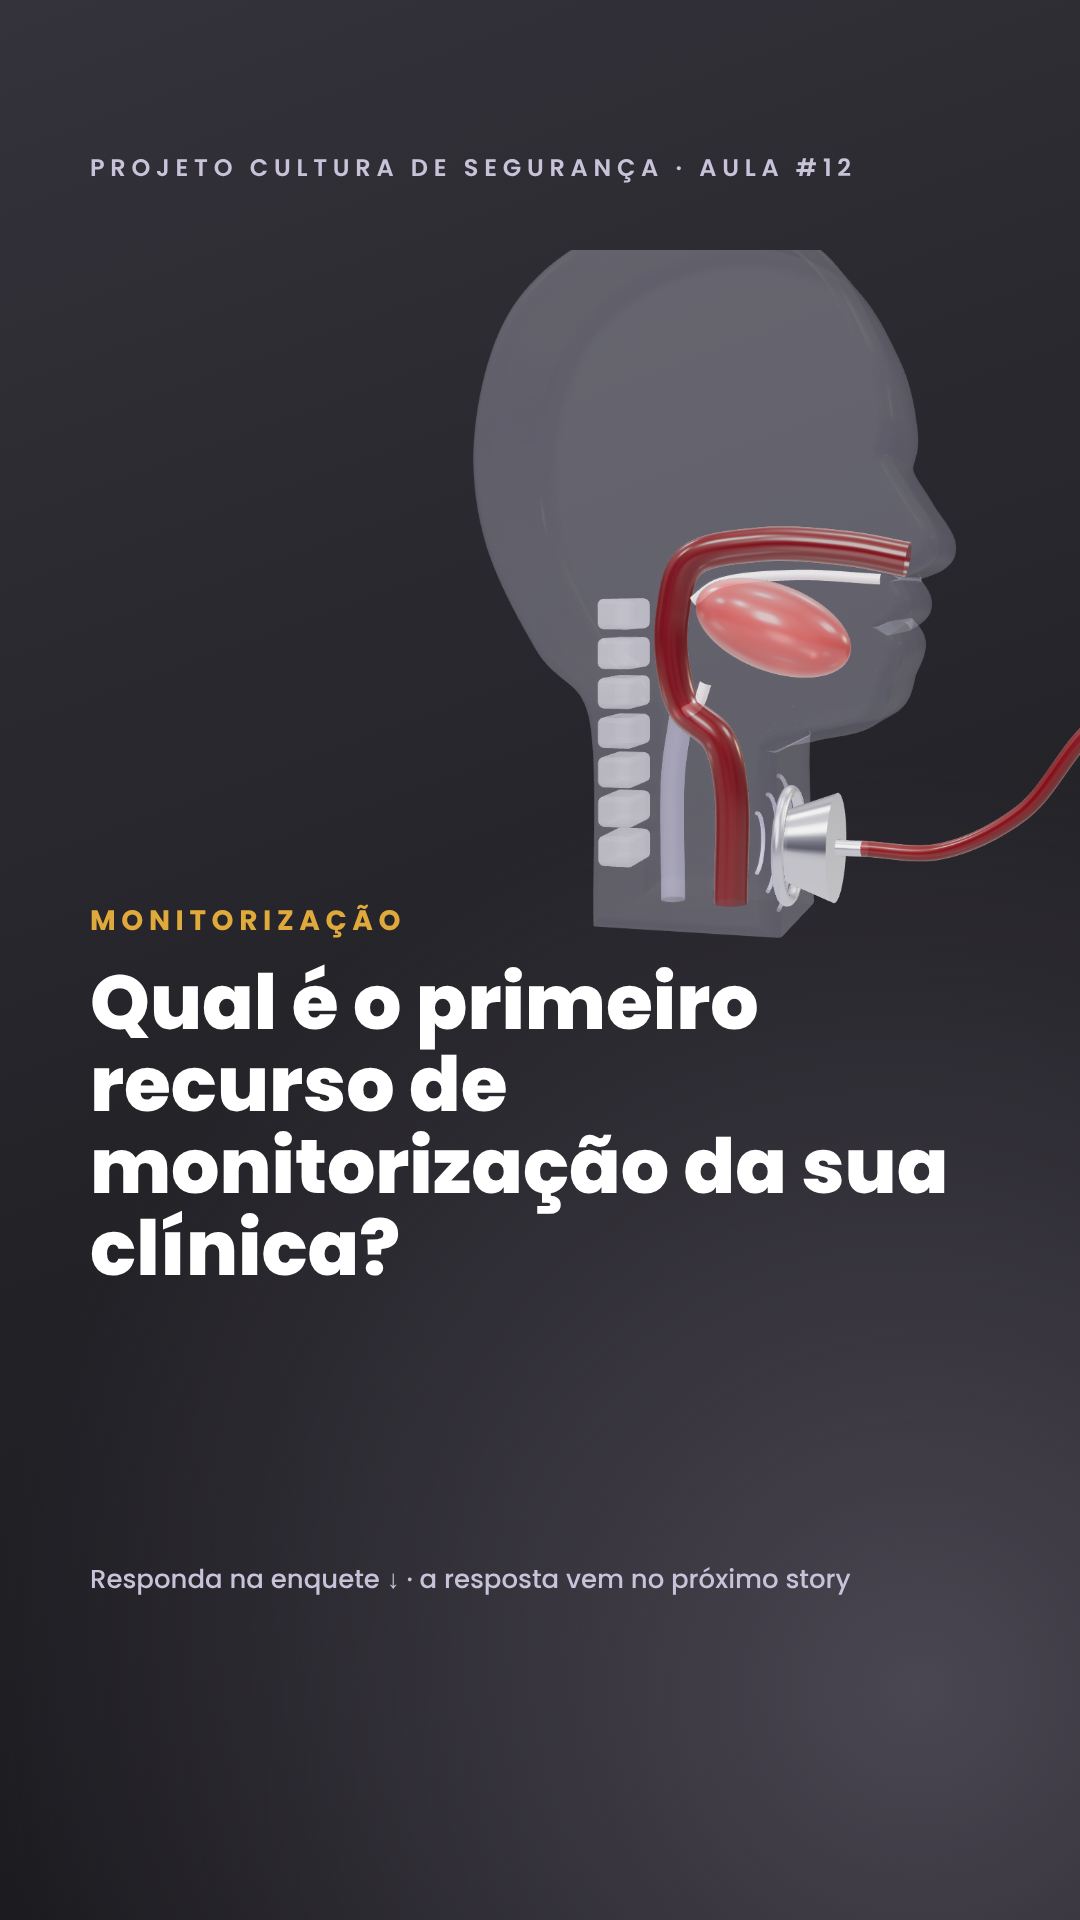 PROJETO CULTURA DE SEGURANÇA · AULA #12
MONITORIZAÇÃO
Qual é o primeiro
recurso de
monitorização da sua
clínica?
Responda na enquete ↓ · a resposta vem no próximo story